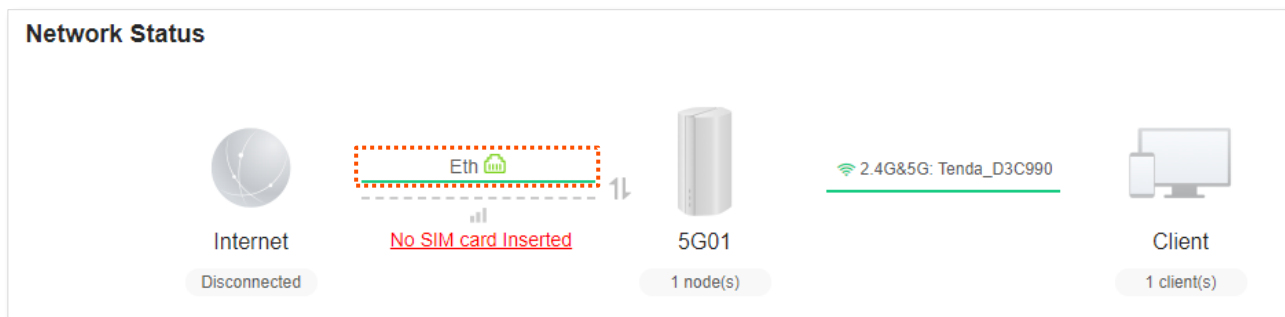 Network Status
Eth
2.4G&5G: Tenda_D3C990
Internet
No SIM card Inserted
5G01
Client
Disconnected
1 node(s)
1 client(s)